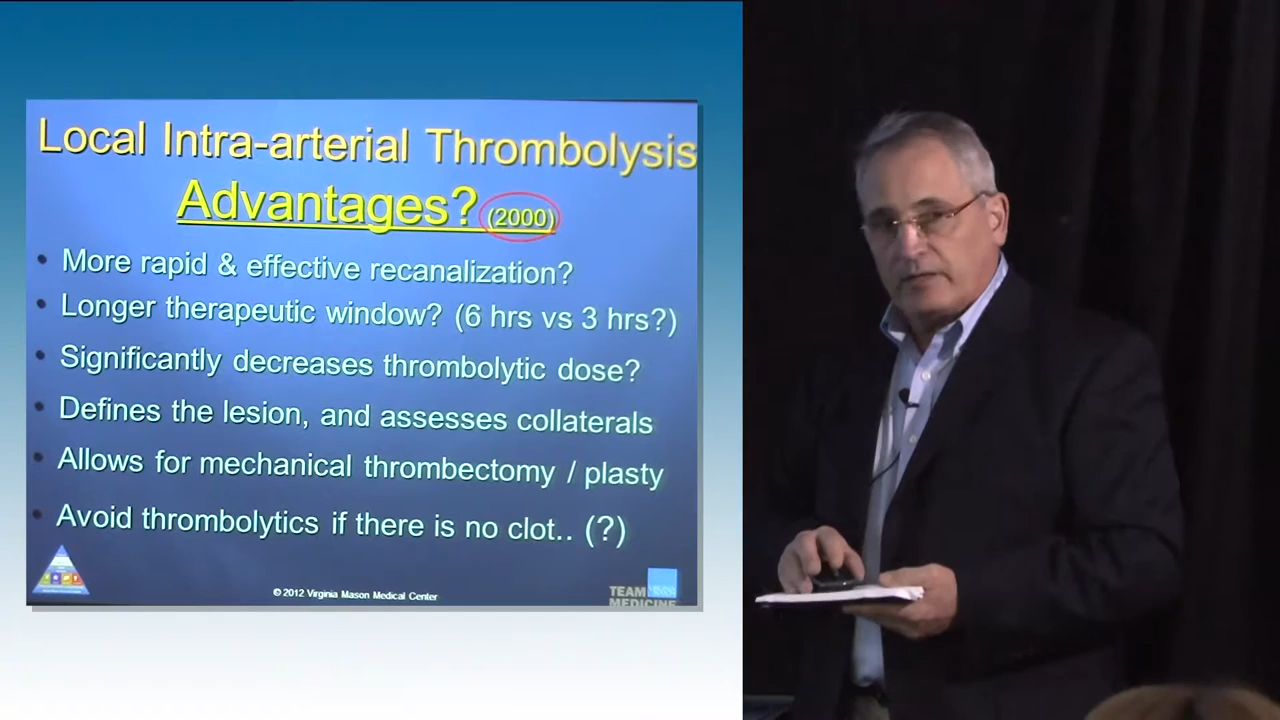 Local Intra-arterial Thrombolysis
Advantages? (2000)
• More rapid & effective recanalization?
• Longer therapeutic window? (6 hrs vs 3 hrs?)
• Significantly decreases thrombolytic dose?
• Defines the lesion, and assesses collaterals
• Allows for mechanical thrombectomy / plasty
• Avoid thrombolytics if there is no clot.. (?)
© 2012 Virginia Mason Medical Center
TEAM
MEDICINE